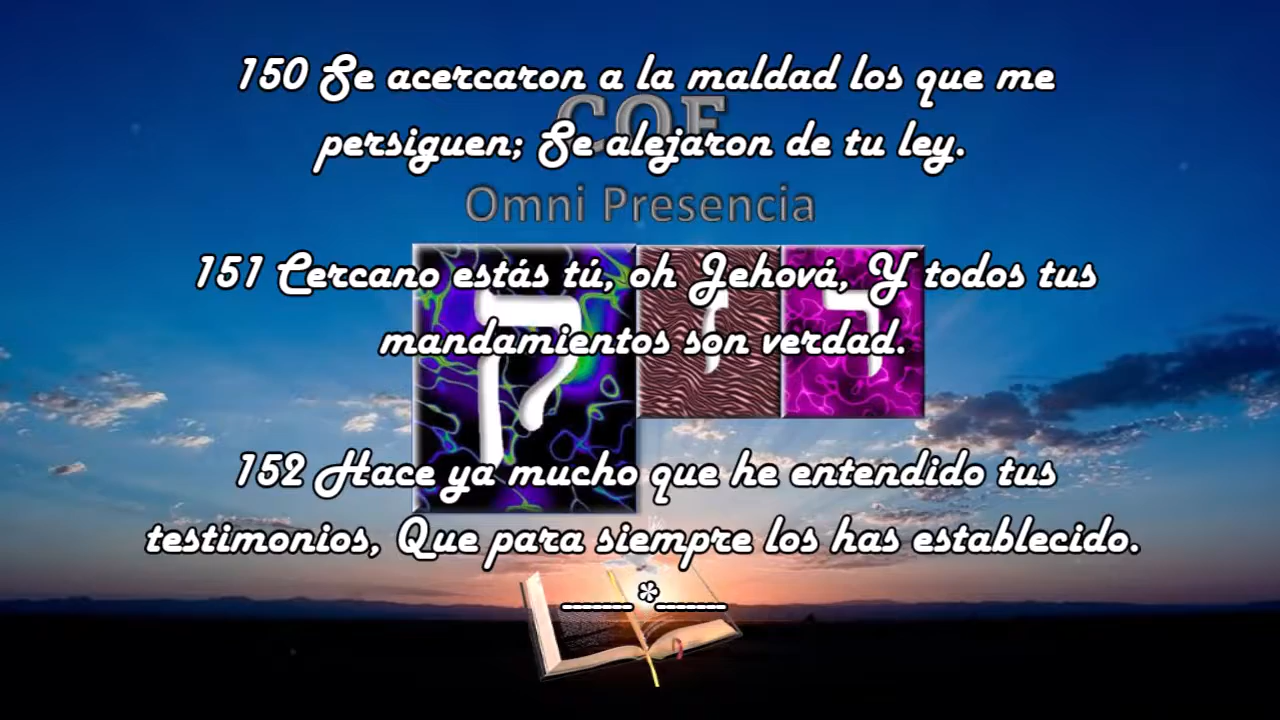 150 Se acercaron a la maldad los que me
COF
persiguen; Se alejaron de tu ley.
Omni Presencia
151 Cercano estás tú, oh Jehová, Y todos tus
ק ז ר
mandamientos son verdad.
152 Hace ya mucho que he entendido tus
testimonios, Que para siempre los has establecido.
-------*-------